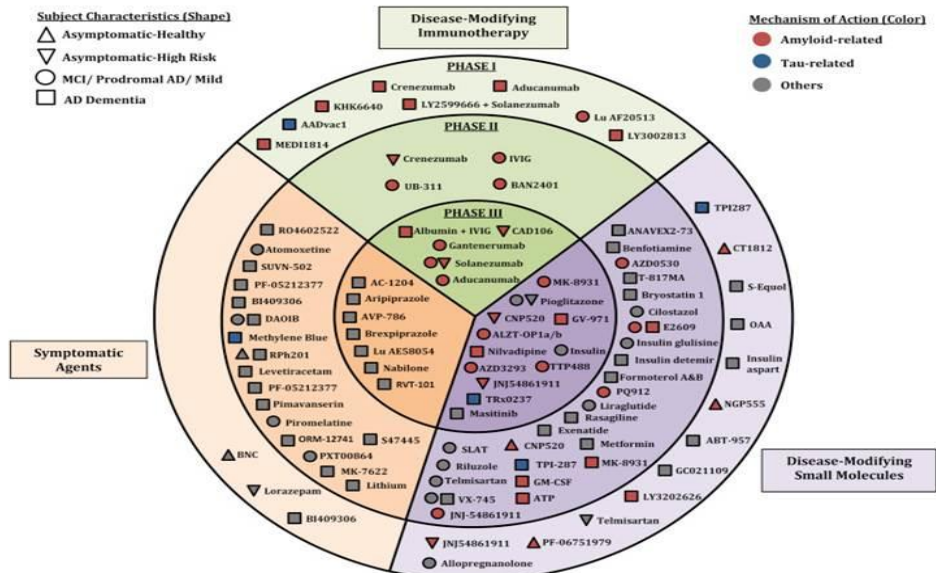 Subject Characteristics (Shape)
Asymptomatic-Healthy
Asymptomatic-High Risk
MCI/ Prodromal AD/ Mild
AD Dementia
Disease-Modifying
Immunotherapy
Mechanism of Action (Color)
Amyloid-related
Tau-related
Others
PHASE I
Crenezumab
Aducanumab
KHK6640
LY2599666 + Solanezumab
Lu AF20513
AADvac1
LY3002813
MEDI1814
PHASE II
Crenezumab
IVIG
UB-311
BAN2401
PHASE III
Albumin + IVIG
CAD106
Gantenerumab
Solanezumab
Aducanumab
Symptomatic
Agents
RO4602522
Atomoxetine
SUVN-502
PF-05212377
BI409306
DAOIB
Methylene Blue
RPh201
Levetiracetam
PF-05212377
Pimavanserin
Piromelatine
ORM-12741
S47445
PXT00864
MK-7622
Lithium
BNC
Lorazepam
BI409306
AC-1204
Aripiprazole
AVP-786
Brexpiprazole
Lu AE58054
Nabilone
RVT-101
MK-8931
Pioglitazone
CNP520
GV-971
ALZT-OP1a/b
Nilvadipine
Insulin
AZD3293
TTP488
JNJ54861911
TRx0237
Masitinib
ANAVEX2-73
Benfotiamine
AZD0530
T-817MA
Bryostatin 1
Cilostazol
E2609
Insulin glulisine
Insulin detemir
Formoterol A&B
PQ912
Liraglutide
Rasagiline
Exenatide
Metformin
SLAT
CNP520
Riluzole
TPI-287
MK-8931
Telmisartan
GM-CSF
VX-745
ATP
JNJ-54861911
TPI287
CT1812
S-Equol
OAA
Insulin
aspart
NGP555
ABT-957
GC021109
LY3202626
Telmisartan
JNJ54861911
PF-06751979
Allopregnanolone
Disease-Modifying
Small Molecules